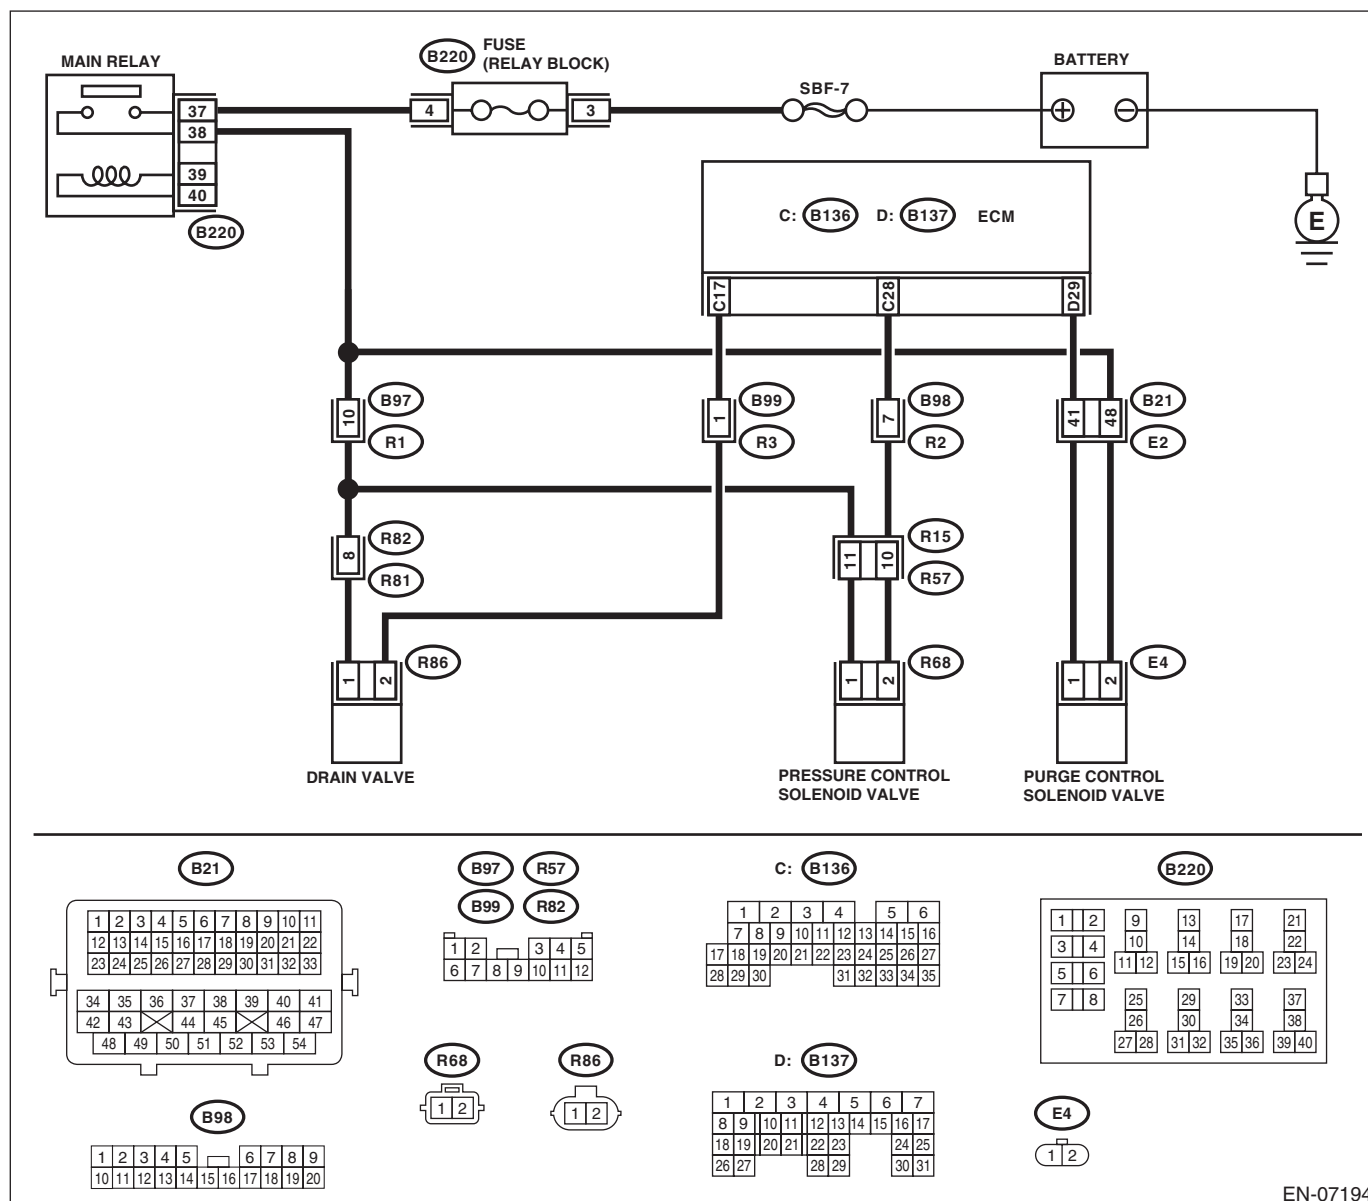 B220 FUSE
(RELAY BLOCK)
MAIN RELAY
BATTERY
SBF-7
37
4
3
38
39
40
B220
C: B136 D: B137 ECM
E
C17
C28
D29
10
B97
R1
1
B99
R3
7
B98
R2
41
48
B21
E2
8
R82
R81
11
10
R15
R57
1
2
R86
1
2
R68
1
2
E4
DRAIN VALVE
PRESSURE CONTROL
SOLENOID VALVE
PURGE CONTROL
SOLENOID VALVE
B21
1 2 3 4 5 6 7 8 9 10 11
12 13 14 15 16 17 18 19 20 21 22
23 24 25 26 27 28 29 30 31 32 33
34 35 36 37 38 39 40 41
42 43 44 45 46 47
48 49 50 51 52 53 54
B97 R57
B99 R82
1 2 3 4 5
6 7 8 9 10 11 12
C: B136
1 2 3 4 5 6
7 8 9 10 11 12 13 14 15 16
17 18 19 20 21 22 23 24 25 26 27
28 29 30 31 32 33 34 35
B220
1 2 9 13 17 21
3 4 10 14 18 22
11 12 15 16 19 20 23 24
5 6
7 8 25 29 33 37
26 30 34 38
27 28 31 32 35 36 39 40
B98
1 2 3 4 5 6 7 8 9
10 11 12 13 14 15 16 17 18 19 20
R68
1 2
R86
1 2
D: B137
1 2 3 4 5 6 7
8 9 10 11 12 13 14 15 16 17
18 19 20 21 22 23 24 25
26 27 28 29 30 31
E4
1 2
EN-07194